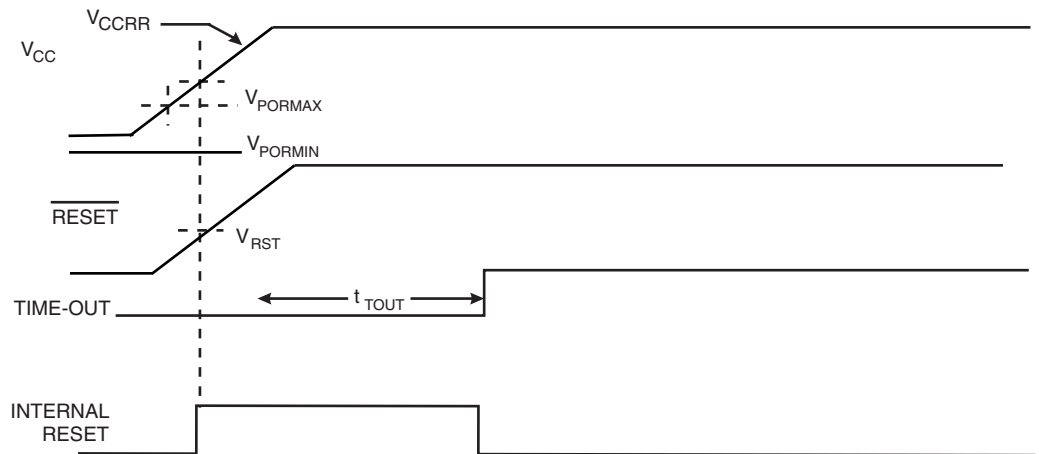 VCCRR
VCC
VPORMAX
VPORMIN
RESET
VRST
tTOUT
TIME-OUT
INTERNAL
RESET